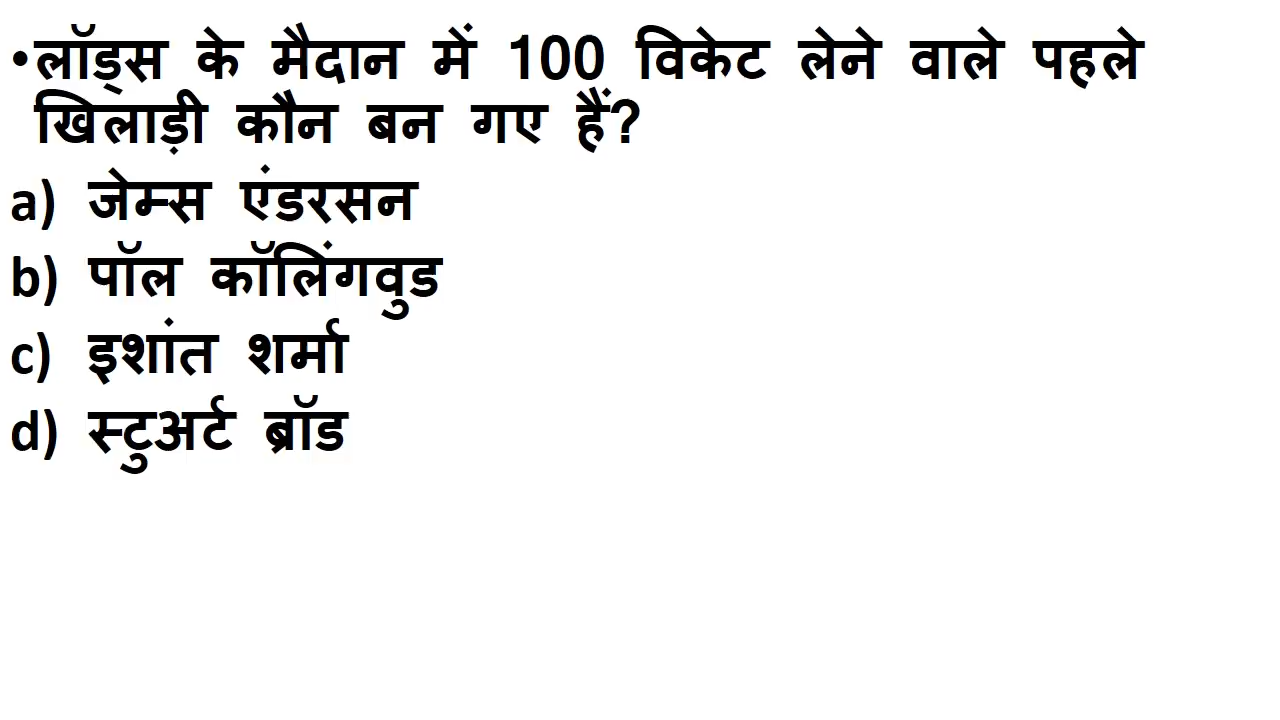 •लॉड्स के मैदान में 100 विकेट लेने वाले पहले
खिलाड़ी कौन बन गए हैं?
a) जेम्स एंडरसन
b) पॉल कॉलिंगवुड
c) इशांत शर्मा
d) स्टुअर्ट ब्रॉड